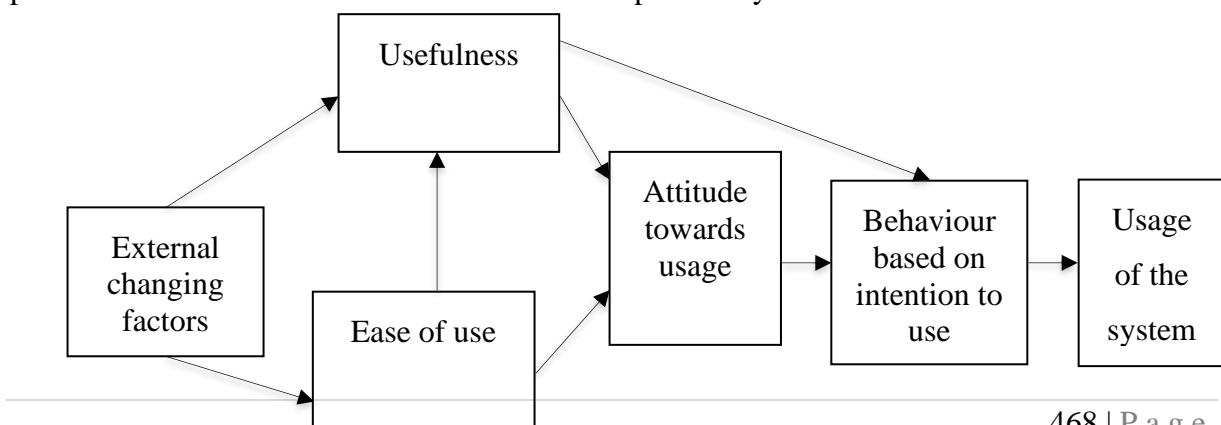 Usefulness
External
changing
factors
Ease of use
Attitude
towards
usage
Behaviour
based on
intention to
use
Usage
of the
system
468 | P a g e